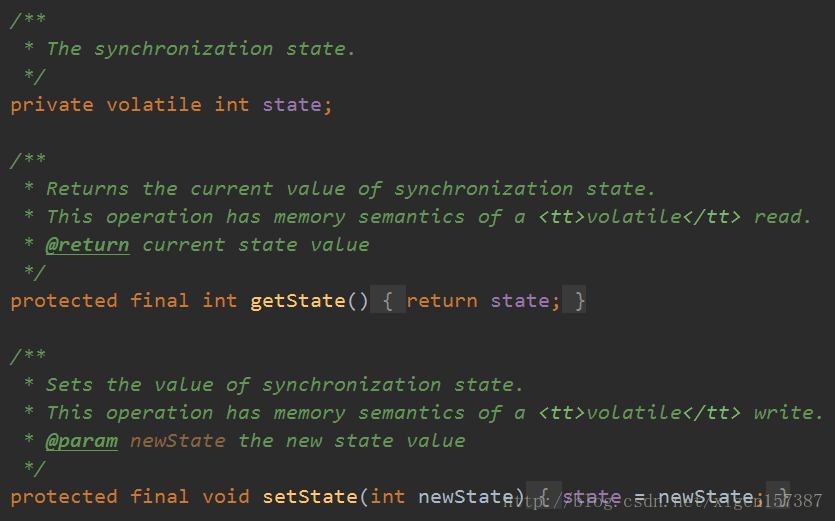 /**
 * The synchronization state.
 */
private volatile int state;
/**
 * Returns the current value of synchronization state.
 * This operation has memory semantics of a <tt>volatile</tt> read.
 * @return current state value
 */
protected final int getState() { return state; }
/**
 * Sets the value of synchronization state.
 * This operation has memory semantics of a <tt>volatile</tt> write.
 * @param newState the new state value
 */
protected final void setState(int newState) { state = newState; }
http://blog.csdn.net/xigen157387